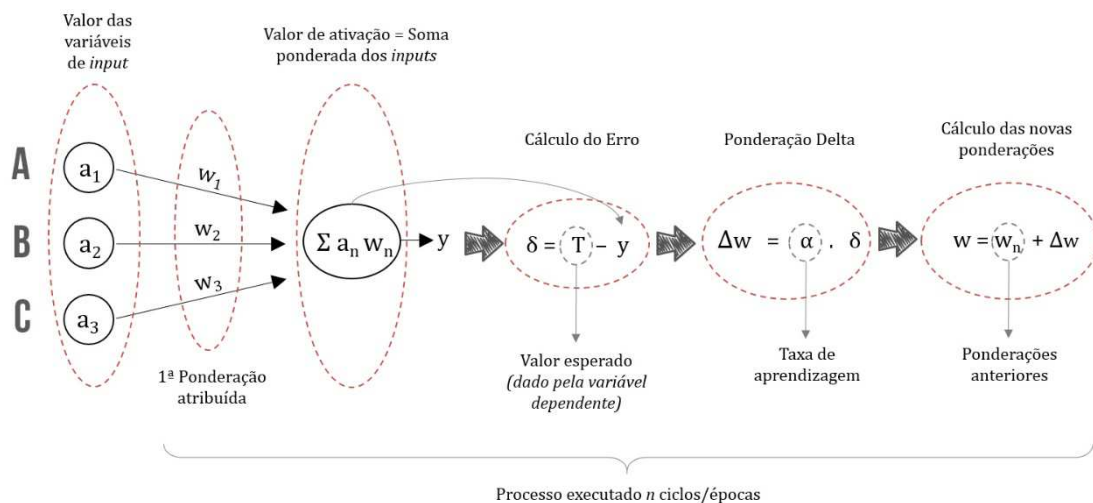 Valor das
variáveis
de input
Valor de ativação = Soma
ponderada dos inputs
Cálculo do Erro
Ponderação Delta
Cálculo das novas
ponderações
A
a1
w1
B
a2
w2
Σ an wn
y
δ = T − y
Δw = α . δ
w = wn + Δw
C
a3
w3
1ª Ponderação
atribuída
Valor esperado
(dado pela variável
dependente)
Taxa de
aprendizagem
Ponderações
anteriores
Processo executado n ciclos/épocas